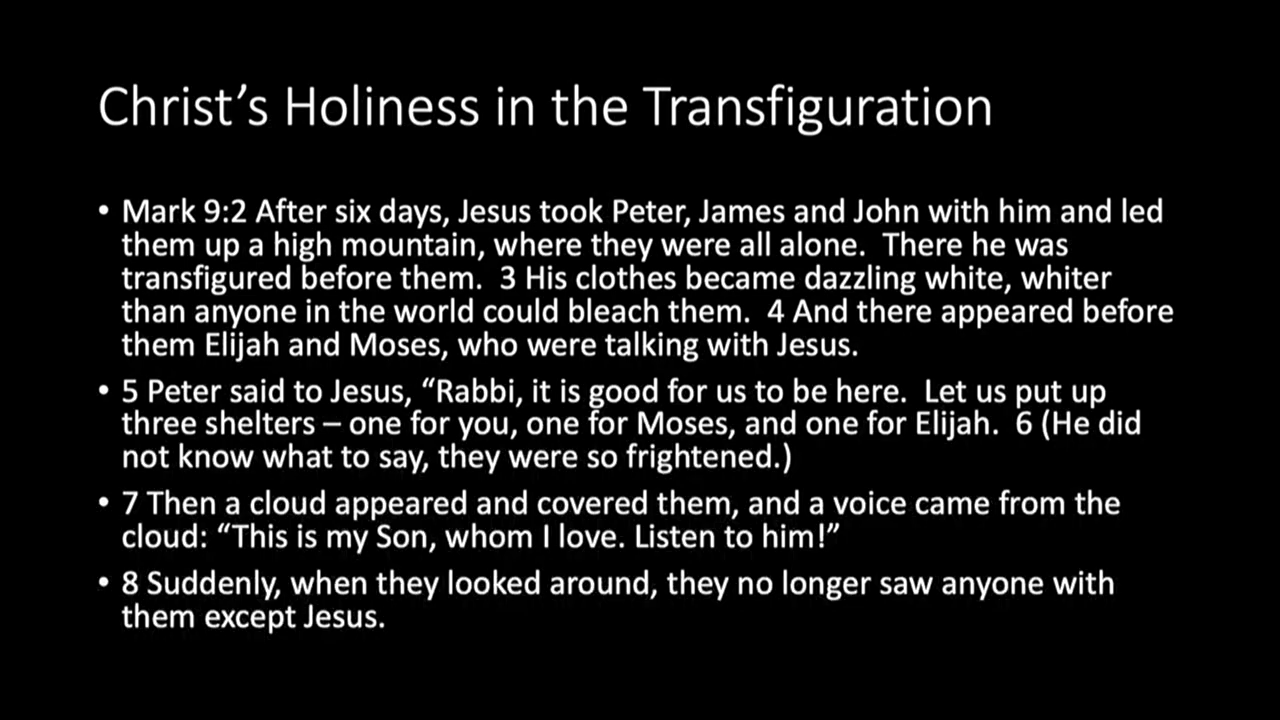 Christ’s Holiness in the Transfiguration
• Mark 9:2 After six days, Jesus took Peter, James and John with him and led
them up a high mountain, where they were all alone.  There he was
transfigured before them.  3 His clothes became dazzling white, whiter
than anyone in the world could bleach them.  4 And there appeared before
them Elijah and Moses, who were talking with Jesus.
• 5 Peter said to Jesus, “Rabbi, it is good for us to be here.  Let us put up
three shelters – one for you, one for Moses, and one for Elijah.  6 (He did
not know what to say, they were so frightened.)
• 7 Then a cloud appeared and covered them, and a voice came from the
cloud: “This is my Son, whom I love. Listen to him!”
• 8 Suddenly, when they looked around, they no longer saw anyone with
them except Jesus.